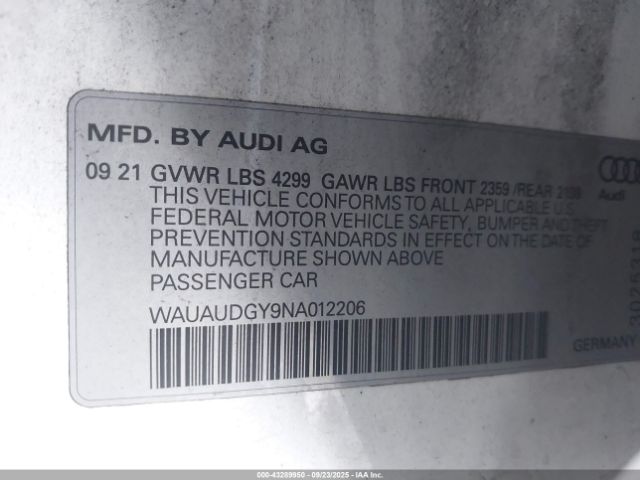 MFD. BY AUDI AG
09 21 GVWR LBS 4299 GAWR LBS FRONT 2359 /REAR
THIS VEHICLE CONFORMS TO ALL APPLICABLE U.S.
FEDERAL MOTOR VEHICLE SAFETY, BUMPER AND THEFT
PREVENTION STANDARDS IN EFFECT ON THE DATE OF
MANUFACTURE SHOWN ABOVE
PASSENGER CAR
WAUAUDGY9NA012206
Audi
GERMANY
000-43289950 - 09/23/2025 - IAAI.COM